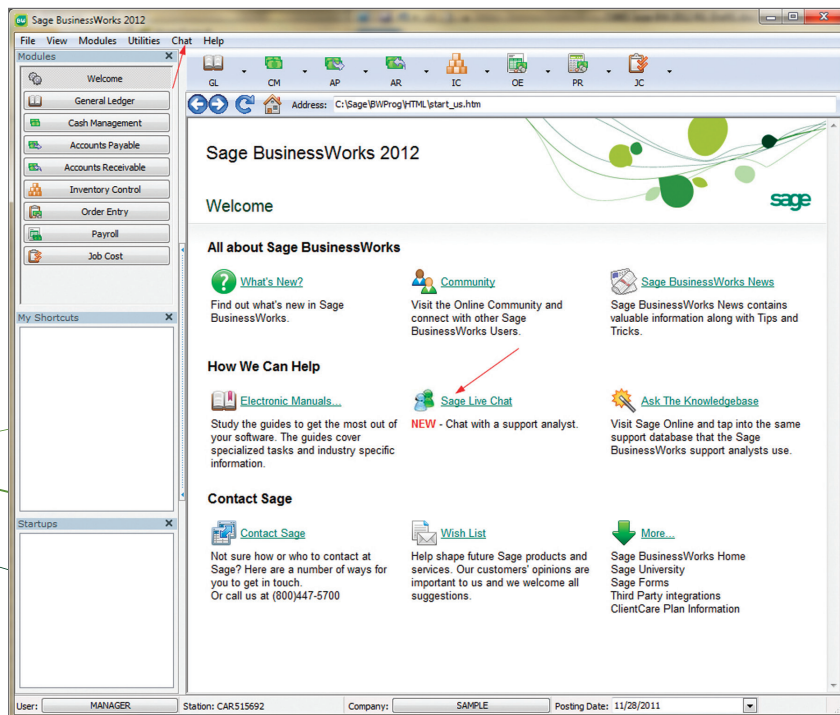 Sage BusinessWorks 2012
File View Modules Utilities Chat Help
Modules
Welcome
General Ledger
Cash Management
Accounts Payable
Accounts Receivable
Inventory Control
Order Entry
Payroll
Job Cost
My Shortcuts
Startups
GL CM AP AR IC OE PR JC
Address: C:\Sage\BWProg\HTML\start_us.htm
Sage BusinessWorks 2012
Welcome
sage
All about Sage BusinessWorks
What's New?
Find out what's new in Sage
BusinessWorks.
Community
Visit the Online Community and
connect with other Sage
BusinessWorks Users.
Sage BusinessWorks News
Sage BusinessWorks News contains
valuable information along with Tips and
Tricks.
How We Can Help
Electronic Manuals...
Study the guides to get the most out of
your software. The guides cover
specialized tasks and industry specific
information.
Sage Live Chat
NEW - Chat with a support analyst.
Ask The Knowledgebase
Visit Sage Online and tap into the same
support database that the Sage
BusinessWorks support analysts use.
Contact Sage
Contact Sage
Not sure how or who to contact at
Sage? Here are a number of ways for
you to get in touch.
Or call us at (800)447-5700
Wish List
Help shape future Sage products and
services. Our customers' opinions are
important to us and we welcome all
suggestions.
More...
Sage BusinessWorks Home
Sage University
Sage Forms
Third Party integrations
ClientCare Plan Information
User: MANAGER Station: CAR515692 Company: SAMPLE Posting Date: 11/28/2011